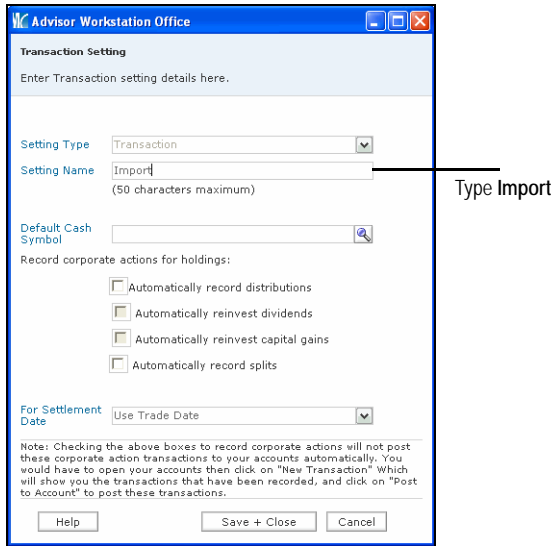 Advisor Workstation Office
Transaction Setting
Enter Transaction setting details here.
Setting Type Transaction
Setting Name Import
(50 characters maximum)
Type Import
Default Cash
Symbol
Record corporate actions for holdings:
Automatically record distributions
Automatically reinvest dividends
Automatically reinvest capital gains
Automatically record splits
For Settlement
Date Use Trade Date
Note: Checking the above boxes to record corporate actions will not post
these corporate action transactions to your accounts automatically. You
would have to open your accounts then click on "New Transaction" Which
will show you the transactions that have been recorded, and click on "Post
to Account" to post these transactions.
Help Save + Close Cancel